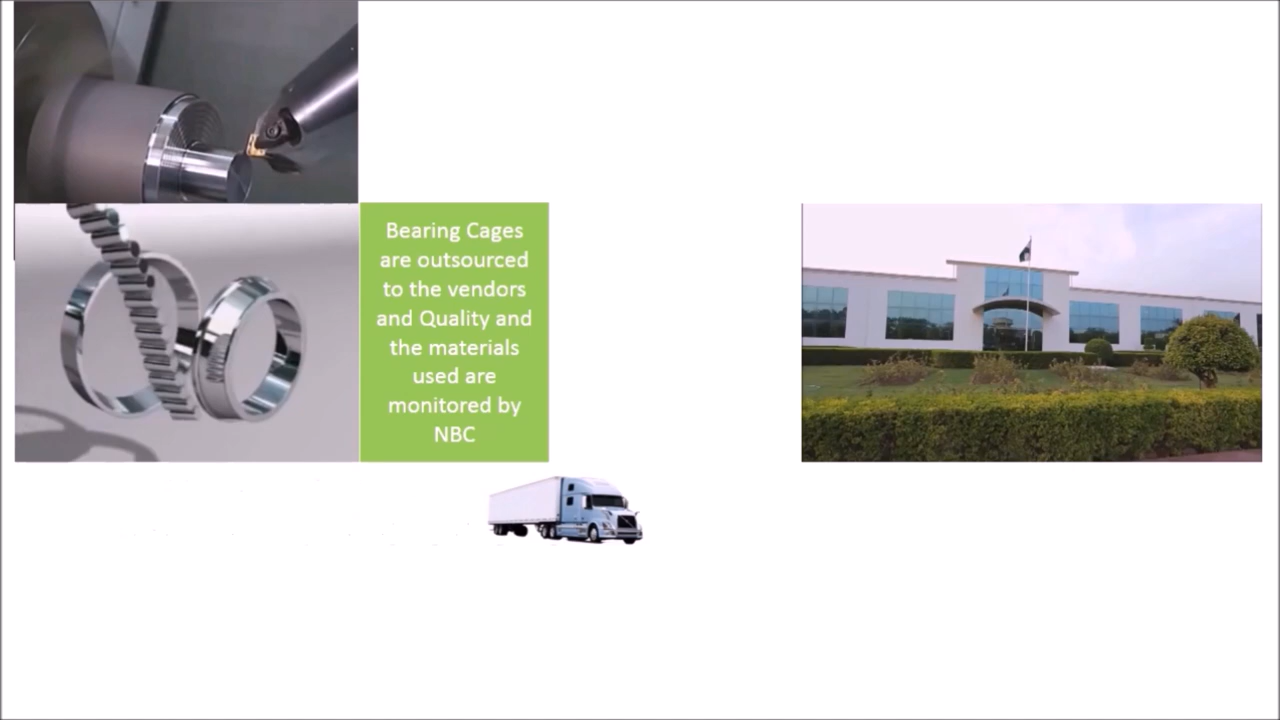 Bearing Cages
are outsourced
to the vendors
and Quality and
the materials
used are
monitored by
NBC